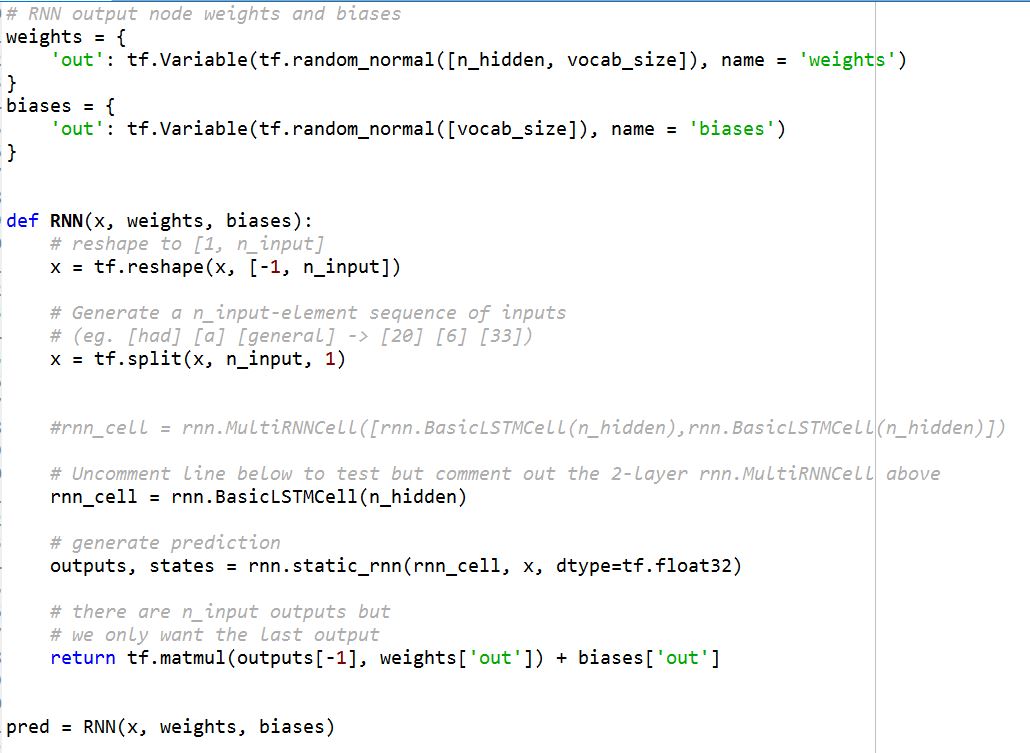 # RNN output node weights and biases
weights = {
    'out': tf.Variable(tf.random_normal([n_hidden, vocab_size]), name = 'weights')
}
biases = {
    'out': tf.Variable(tf.random_normal([vocab_size]), name = 'biases')
}
def RNN(x, weights, biases):
    # reshape to [1, n_input]
    x = tf.reshape(x, [-1, n_input])
    # Generate a n_input-element sequence of inputs
    # (eg. [had] [a] [general] -> [20] [6] [33])
    x = tf.split(x, n_input, 1)
    #rnn_cell = rnn.MultiRNNCell([rnn.BasicLSTMCell(n_hidden),rnn.BasicLSTMCell(n_hidden)])
    # Uncomment line below to test but comment out the 2-layer rnn.MultiRNNCell above
    rnn_cell = rnn.BasicLSTMCell(n_hidden)
    # generate prediction
    outputs, states = rnn.static_rnn(rnn_cell, x, dtype=tf.float32)
    # there are n_input outputs but
    # we only want the last output
    return tf.matmul(outputs[-1], weights['out']) + biases['out']
pred = RNN(x, weights, biases)